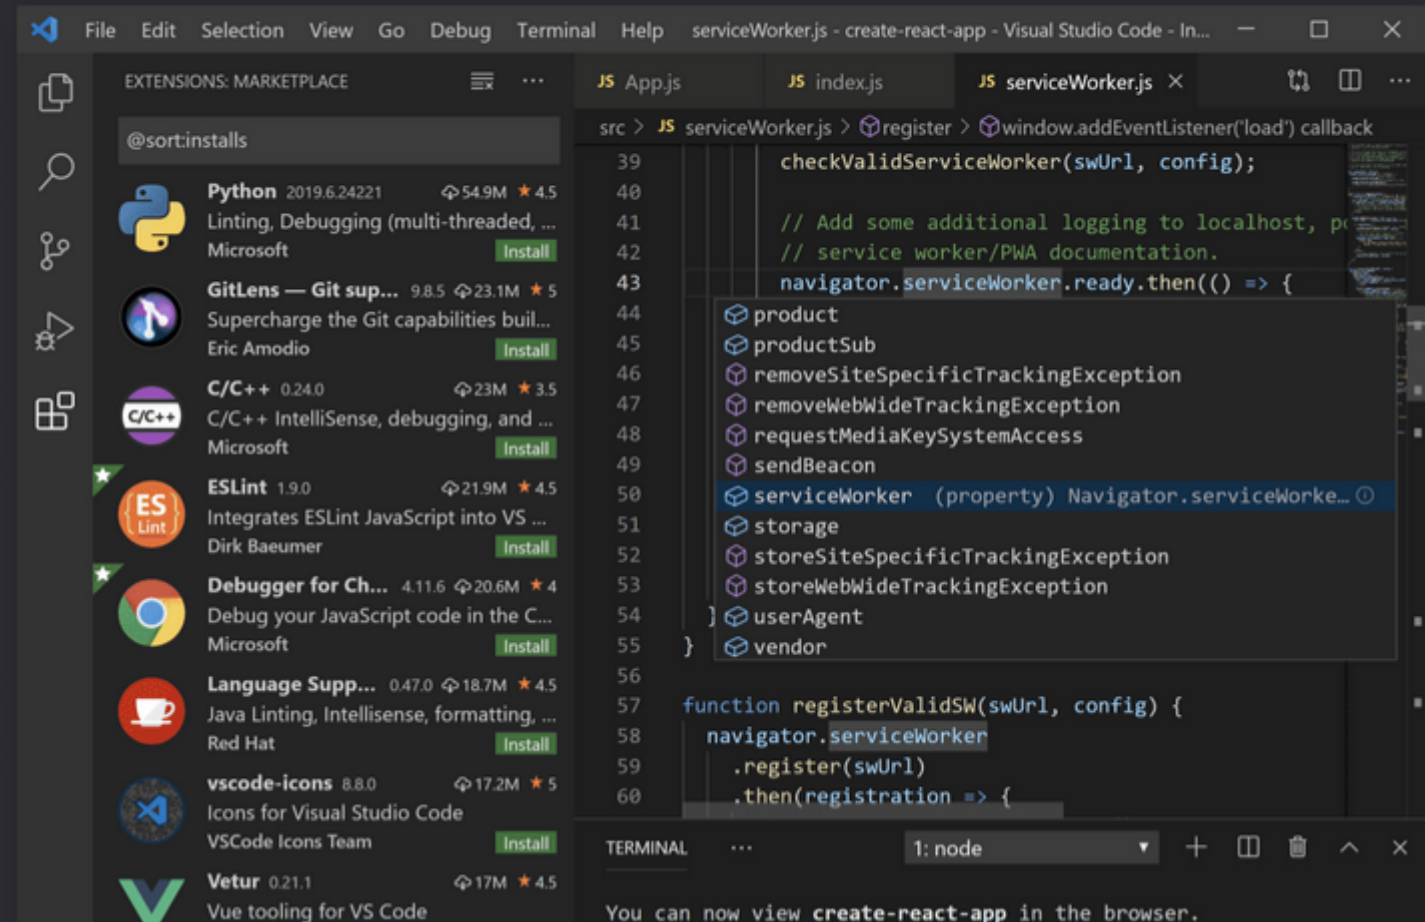 File Edit Selection View Go Debug Terminal Help serviceWorker.js - create-react-app - Visual Studio Code - In...
EXTENSIONS: MARKETPLACE
@sort:installs
Python 2019.6.24221 54.9M ★ 4.5
Linting, Debugging (multi-threaded, ...
Microsoft Install
GitLens — Git sup... 9.8.5 23.1M ★ 5
Supercharge the Git capabilities buil...
Eric Amodio Install
C/C++
C/C++ 0.24.0 23M ★ 3.5
C/C++ IntelliSense, debugging, and ...
Microsoft Install
ES
Lint
ESLint 1.9.0 21.9M ★ 4.5
Integrates ESLint JavaScript into VS ...
Dirk Baeumer Install
Debugger for Ch... 4.11.6 20.6M ★ 4
Debug your JavaScript code in the C...
Microsoft Install
Language Supp... 0.47.0 18.7M ★ 4.5
Java Linting, Intellisense, formatting, ...
Red Hat Install
vscode-icons 8.8.0 17.2M ★ 5
Icons for Visual Studio Code
VSCode Icons Team Install
Vetur 0.21.1 17M ★ 4.5
Vue tooling for VS Code
JS App.js JS index.js JS serviceWorker.js
src > JS serviceWorker.js > register > window.addEventListener('load') callback
39 checkValidServiceWorker(swUrl, config);
40
41 // Add some additional logging to localhost, p
42 // service worker/PWA documentation.
43 navigator.serviceWorker.ready.then(() => {
44 product
45 productSub
46 removeSiteSpecificTrackingException
47 removeWebWideTrackingException
48 requestMediaKeySystemAccess
49 sendBeacon
50 serviceWorker (property) Navigator.serviceWorke...
51 storage
52 storeSiteSpecificTrackingException
53 storeWebWideTrackingException
54 } userAgent
55 } vendor
56
57 function registerValidSW(swUrl, config) {
58 navigator.serviceWorker
59 .register(swUrl)
60 .then(registration => {
TERMINAL ... 1: node
You can now view create-react-app in the browser.